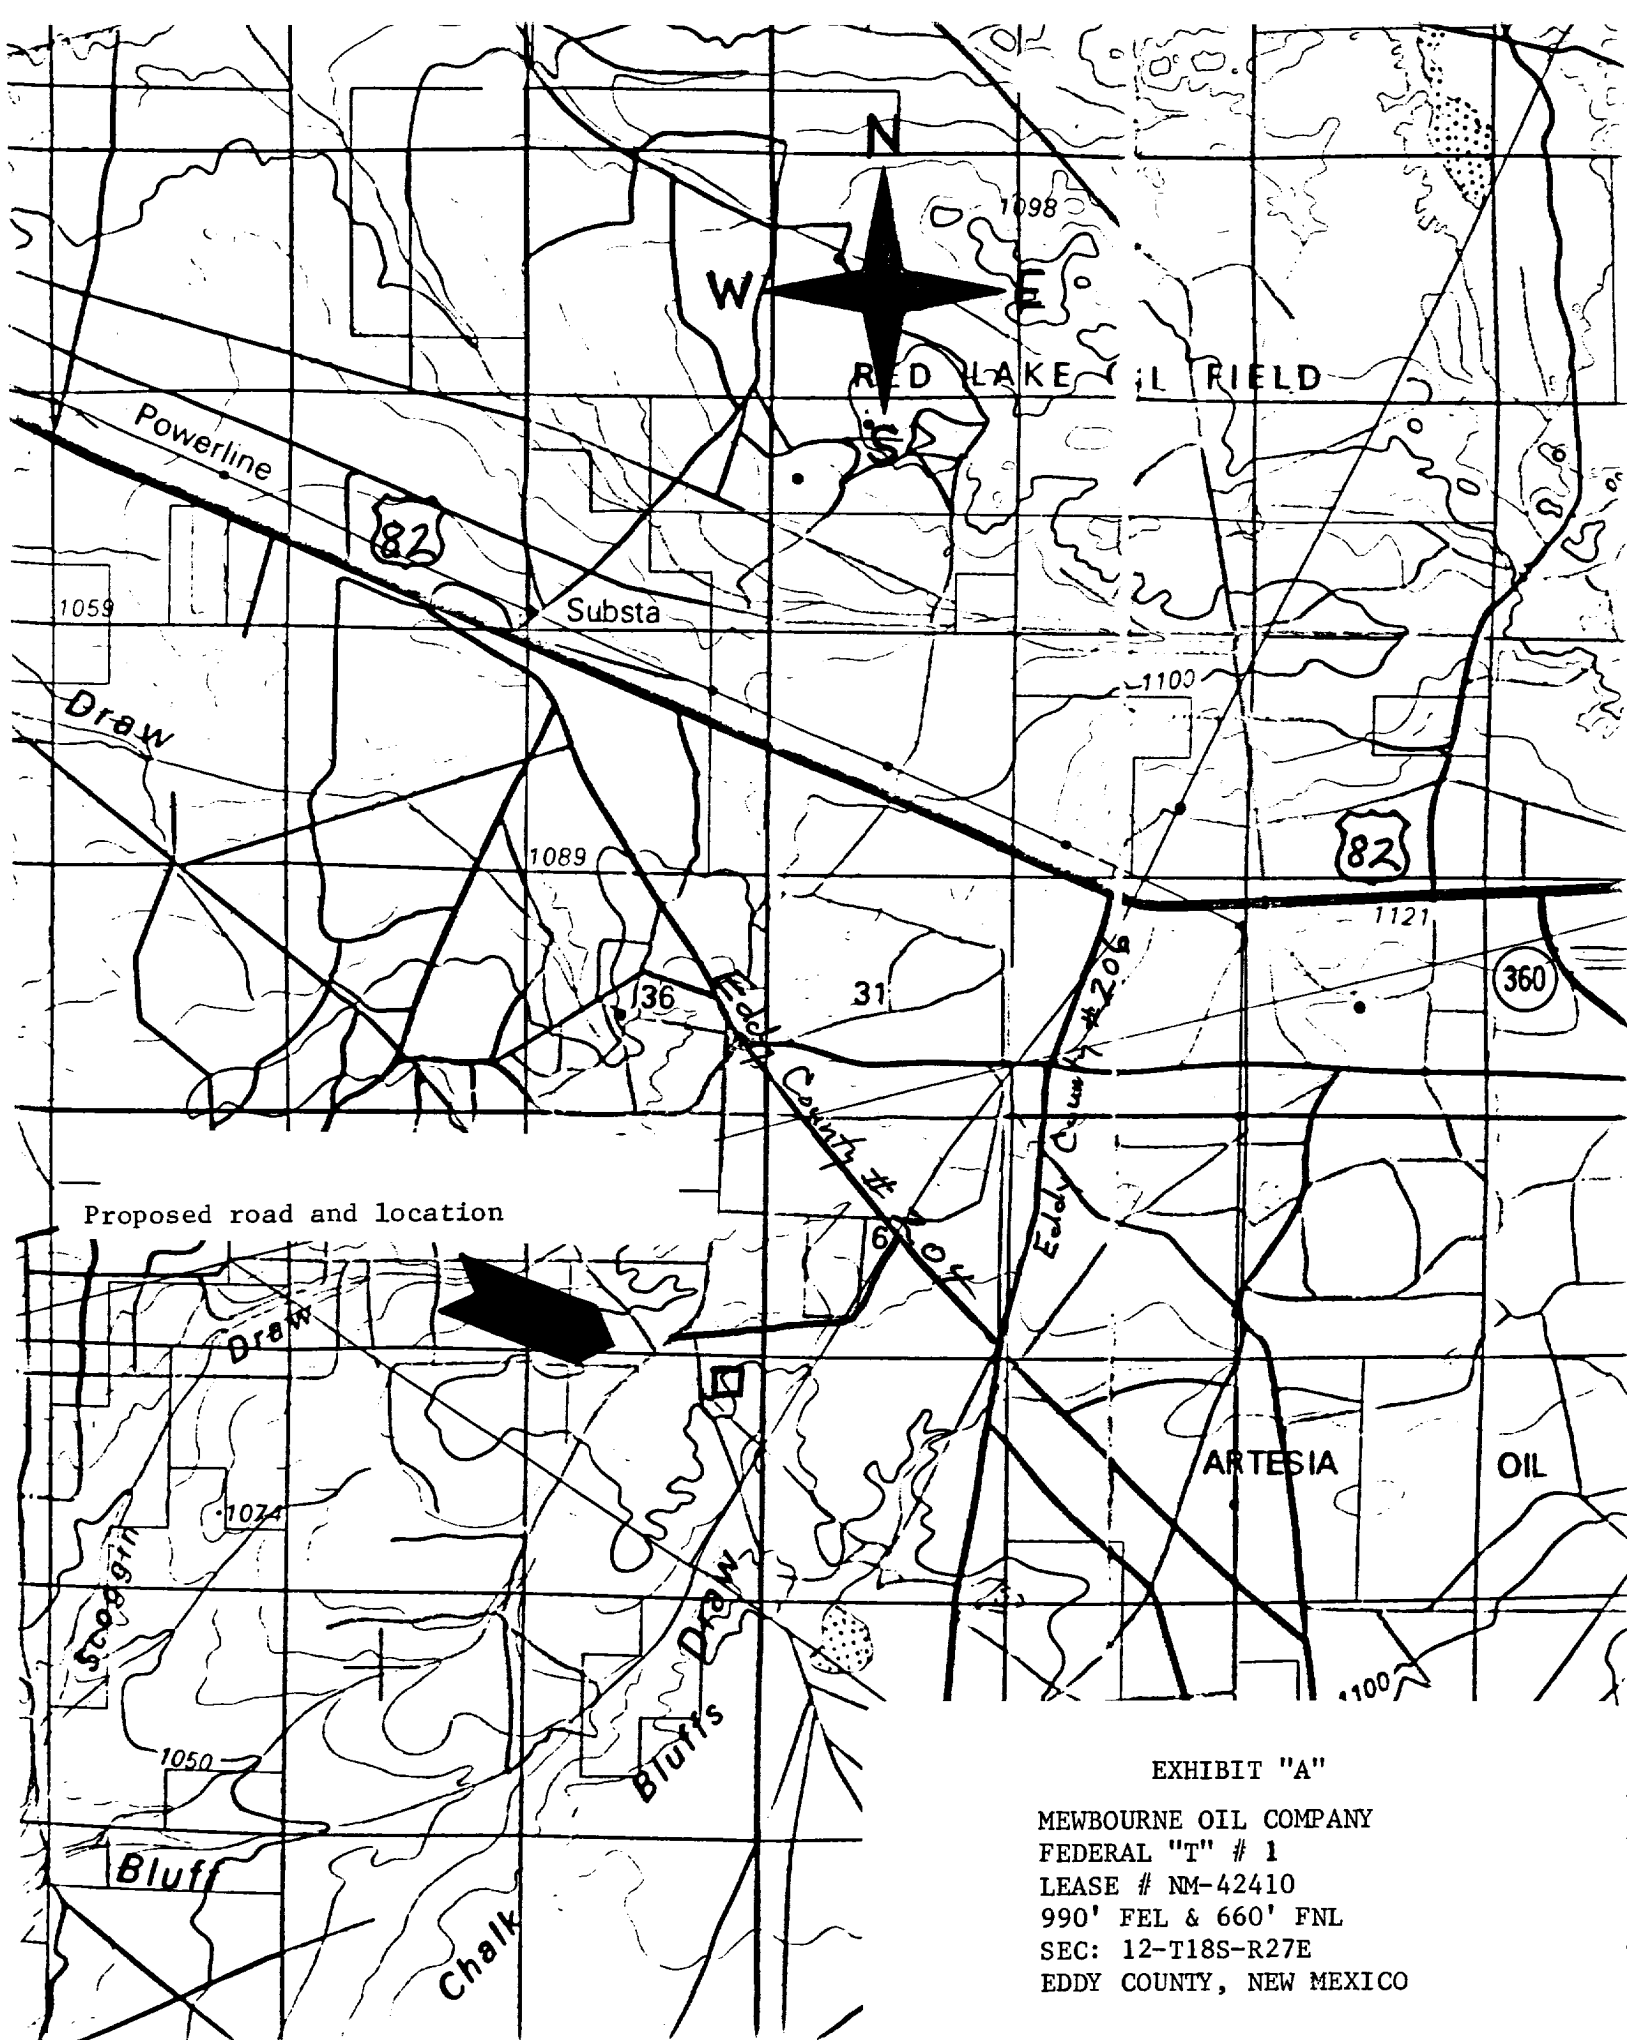 N
1098
W
E
RED LAKE OIL FIELD
S
Powerline
82
1059
Substa
1100
Draw
82
1089
1121
36
31
360
Eddy County # 206
Eddy County # 204
Proposed road and location
6
Draw
ARTESIA OIL
1074
Scoggin
Draw
1100
Bluffs
1050
EXHIBIT "A"
MEWBOURNE OIL COMPANY
FEDERAL "T" # 1
Bluff
LEASE # NM-42410
990' FEL & 660' FNL
Chalk
SEC: 12-T18S-R27E
EDDY COUNTY, NEW MEXICO